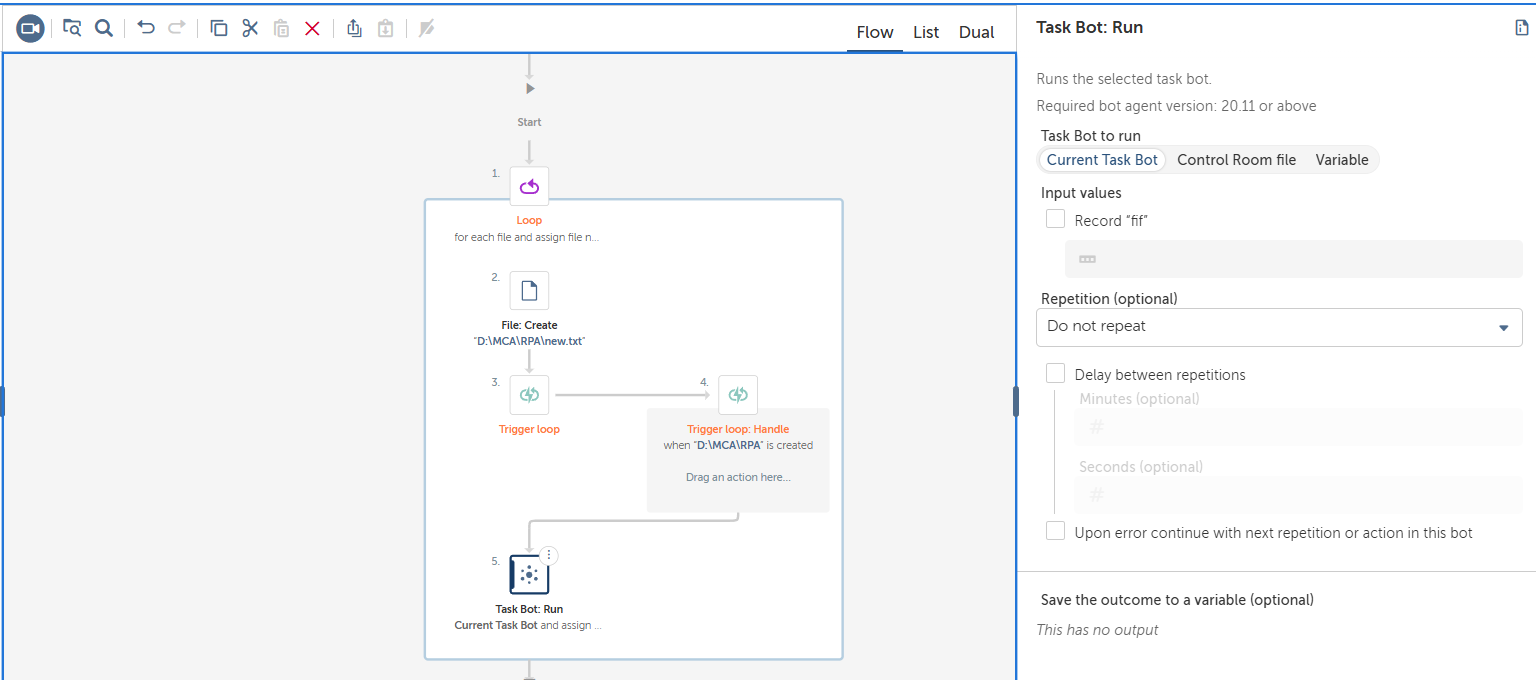 Flow List Dual
Start
1.
Loop
for each file and assign file n...
2.
File: Create
"D:\MCA\RPA\new.txt"
3.
Trigger loop
4.
Trigger loop: Handle
when "D:\MCA\RPA" is created
Drag an action here...
5.
Task Bot: Run
Current Task Bot and assign ...
Task Bot: Run
Runs the selected task bot.
Required bot agent version: 20.11 or above
Task Bot to run
Current Task Bot Control Room file Variable
Input values
Record “fif”
Repetition (optional)
Do not repeat
Delay between repetitions
Minutes (optional)
#
Seconds (optional)
#
Upon error continue with next repetition or action in this bot
Save the outcome to a variable (optional)
This has no output